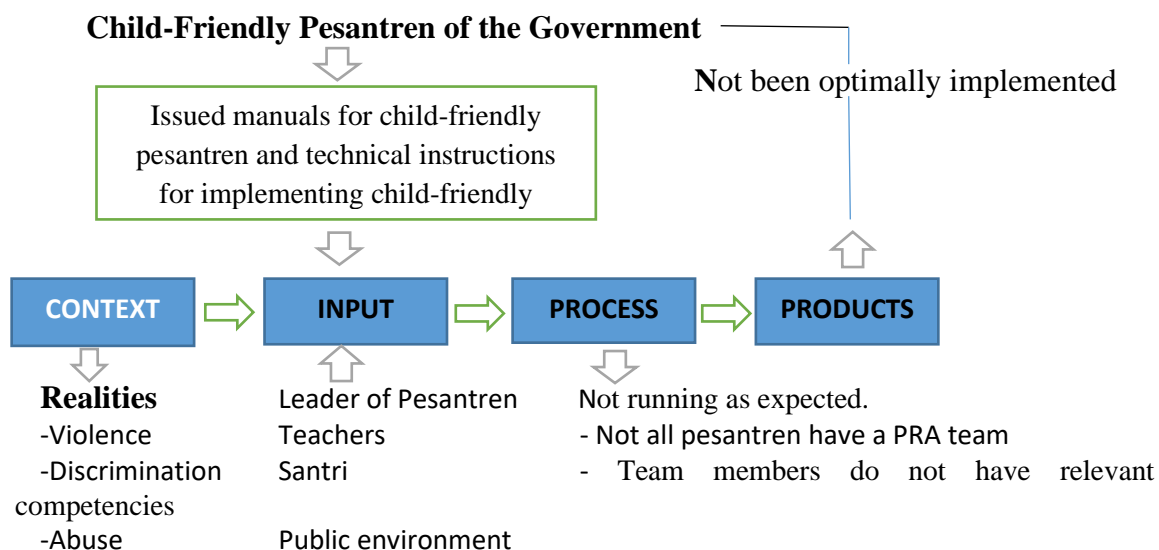 Child-Friendly Pesantren of the Government
Not been optimally implemented
Issued manuals for child-friendly
pesantren and technical instructions
for implementing child-friendly
CONTEXT
INPUT
PROCESS
PRODUCTS
Realities
-Violence
-Discrimination
-Abuse
Leader of Pesantren
Teachers
Santri
Public environment
Not running as expected.
- Not all pesantren have a PRA team
- Team members do not have relevant
competencies